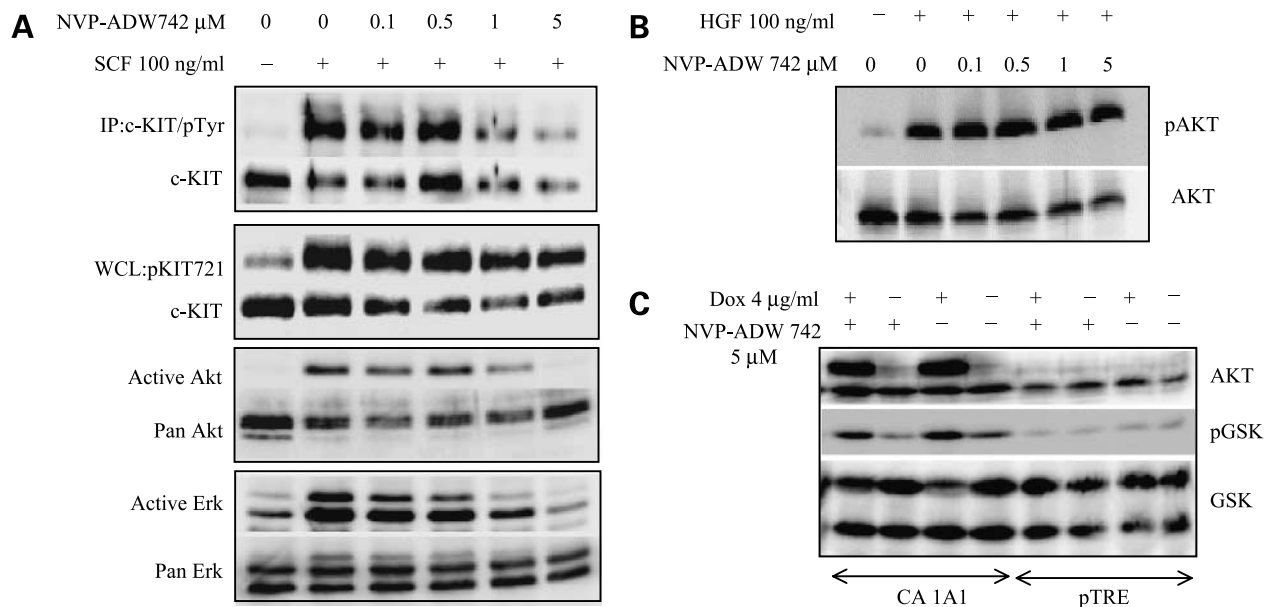 A
NVP-ADW742 μM 0 0 0.1 0.5 1 5
SCF 100 ng/ml – + + + + +
IP:c-KIT/pTyr
c-KIT
WCL:pKIT721
c-KIT
Active Akt
Pan Akt
Active Erk
Pan Erk
B
HGF 100 ng/ml – + + + + +
NVP-ADW 742 μM 0 0 0.1 0.5 1 5
pAKT
AKT
C
Dox 4 μg/ml + – + – + – + –
NVP-ADW 742 + + – – + + – –
5 μM
AKT
pGSK
GSK
CA 1A1 pTRE